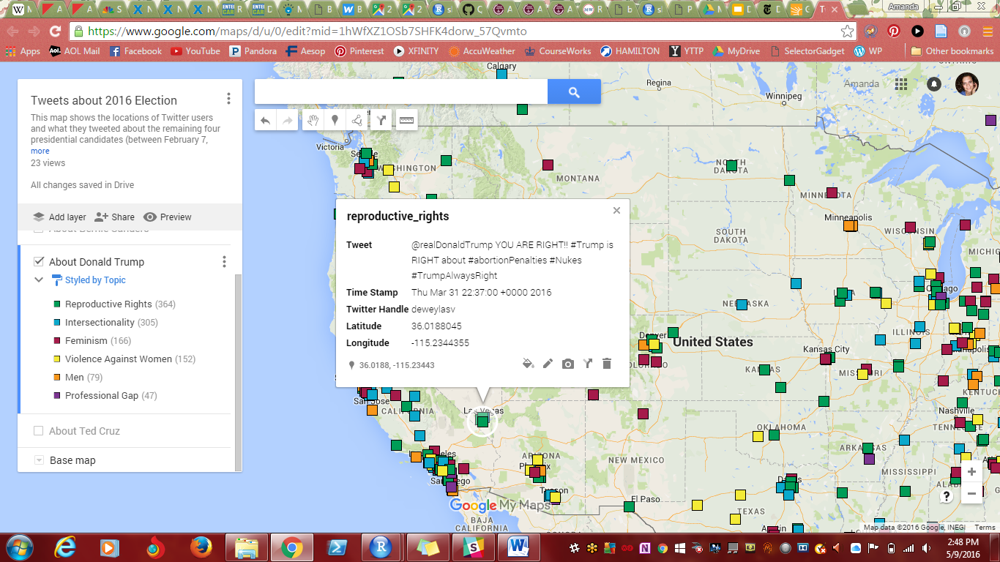 Amanda
https://www.google.com/maps/d/u/0/edit?mid=1hWfXZ1OSb7SHFK4dorw_57Qvmto
Apps AOL Mail Facebook YouTube Pandora Aesop Pinterest XFINITY AccuWeather CourseWorks HAMILTON YTTP MyDrive SelectorGadget WP Other bookmarks
Tweets about 2016 Election
This map shows the locations of Twitter users
and what they tweeted about the remaining four
presidential candidates (between February 7,
more
23 views
All changes saved in Drive
Add layer Share Preview
About Bernie Sanders
About Donald Trump
Styled by Topic
Reproductive Rights (364)
Intersectionality (305)
Feminism (166)
Violence Against Women (152)
Men (79)
Professional Gap (47)
About Ted Cruz
Base map
Amanda
reproductive_rights
Tweet @realDonaldTrump YOU ARE RIGHT!! #Trump is
RIGHT about #abortionPenalties #Nukes
#TrumpAlwaysRight
Time Stamp Thu Mar 31 22:37:00 +0000 2016
Twitter Handle deweylasv
Latitude 36.0188045
Longitude -115.2344355
36.0188, -115.23443
Calgary
Regina
Winnipeg
Victoria
WASHINGTON
MONTANA
NORTH
DAKOTA
MINNESOTA
Minneapolis
SOUTH
DAKOTA
WISCONSIN
Chicago
NEBRASKA
ILLINOIS
Denver
United States
Kansas City
COLORADO
KANSAS
MISSOURI
KENTUCKY
San Jose
CALIFORNIA
Las Vegas
Nashville
OKLAHOMA
TENNESSEE
ARKANSAS
ARIZONA
NEW MEXICO
MISSISSIPPI
San Diego
Tucson
Dallas
El Paso
TEXAS
Austin
BAJA
CALIFORNIA
Google My Maps
Map data ©2016 Google, INEGI Terms
2:48 PM
5/9/2016